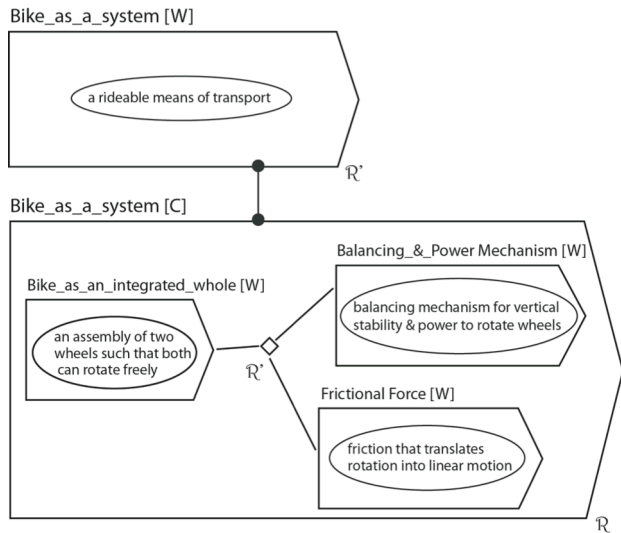 Bike_as_a_system [W]
a rideable means of transport
ℛ'
Bike_as_a_system [C]
Balancing_&_Power Mechanism [W]
Bike_as_an_integrated_whole [W]
balancing mechanism for vertical
stability & power to rotate wheels
an assembly of two
wheels such that both
can rotate freely
ℛ'
Frictional Force [W]
friction that translates
rotation into linear motion
ℛ